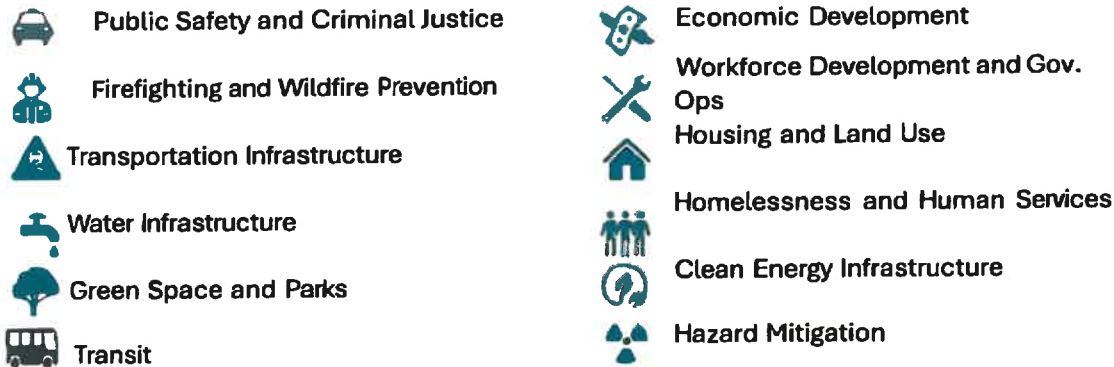 Public Safety and Criminal Justice
Firefighting and Wildfire Prevention
Transportation Infrastructure
Water Infrastructure
Green Space and Parks
Transit
Economic Development
Workforce Development and Gov.
Ops
Housing and Land Use
Homelessness and Human Services
Clean Energy Infrastructure
Hazard Mitigation